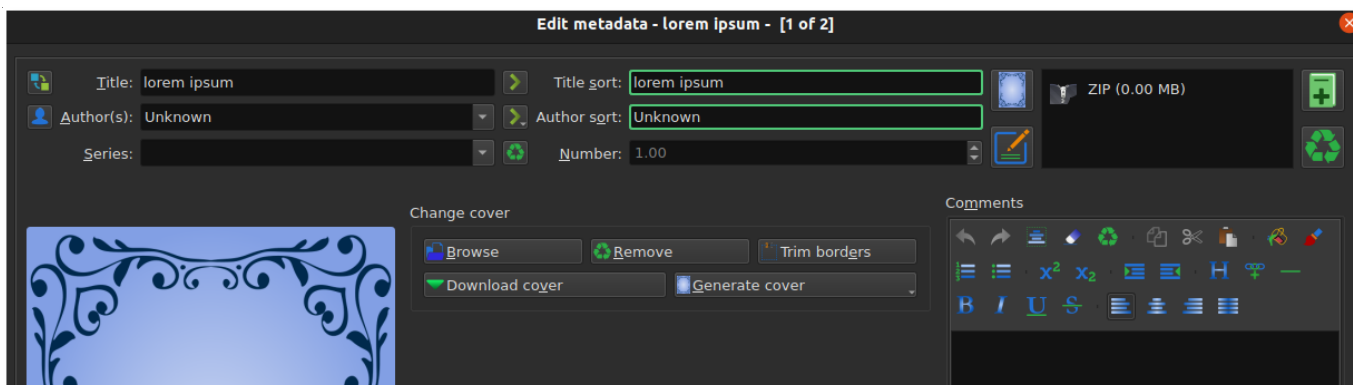 Edit metadata - lorem ipsum - [1 of 2]
Title: lorem ipsum Title sort: lorem ipsum
ZIP (0.00 MB)
Author(s): Unknown Author sort: Unknown
Series: Number: 1.00
Change cover
Browse Remove Trim borders
Download cover Generate cover
Comments
X² X₂ H
B I U S